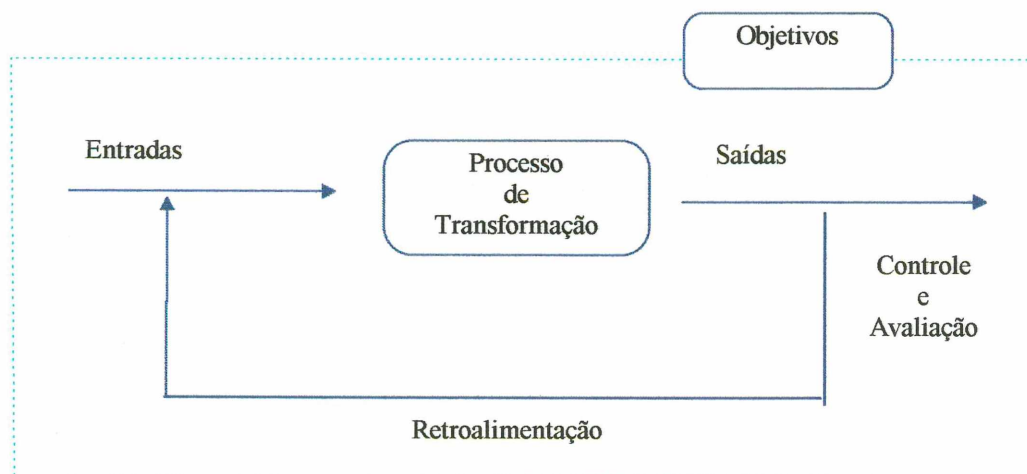 Objetivos
Entradas
Processo
de
Transformação
Saídas
Controle
e
Avaliação
Retroalimentação